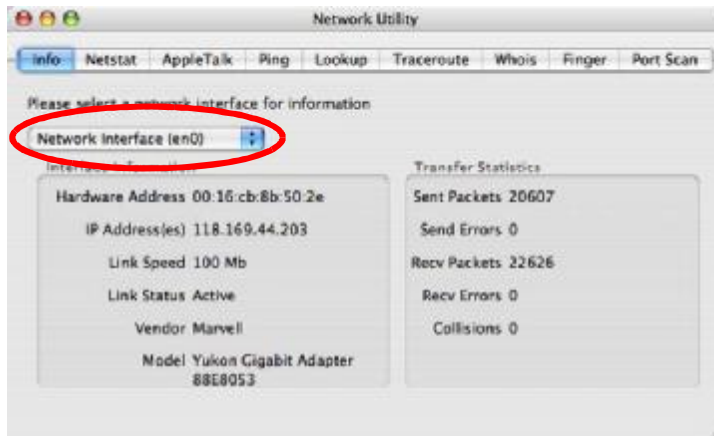 Network Utility
Info Netstat AppleTalk Ping Lookup Traceroute Whois Finger Port Scan
Please select a network interface for information
Network Interface (en0)
Interface Information
Transfer Statistics
Hardware Address 00:16:cb:8b:50:2e
Sent Packets 20607
IP Address(es) 118.169.44.203
Send Errors 0
Link Speed 100 Mb
Recv Packets 22626
Link Status Active
Recv Errors 0
Vendor Marvell
Collisions 0
Model Yukon Gigabit Adapter
88E8053